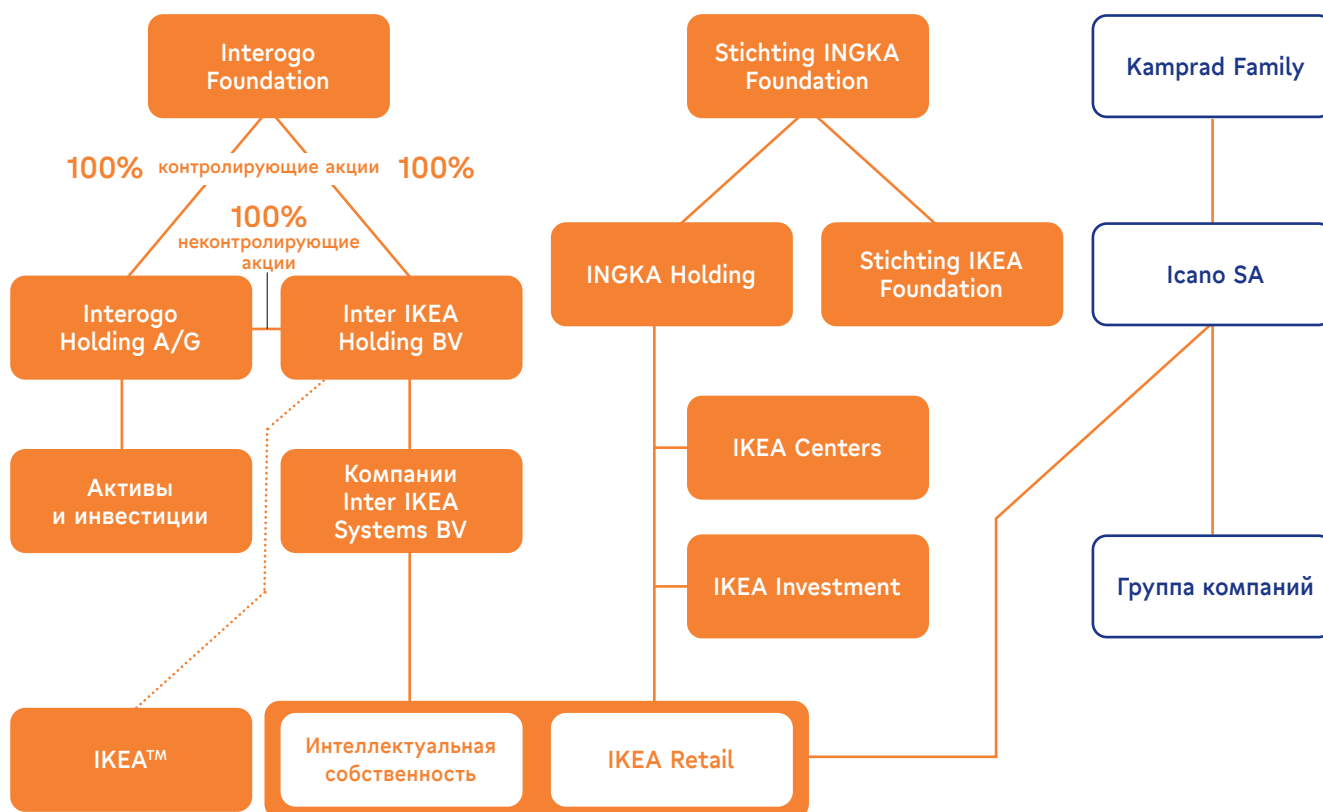 Interogo
Foundation
Stichting INGKA
Foundation
Kamprad Family
100% контролирующие акции 100%
100%
неконтролирующие
акции
Interogo
Holding A/G
Inter IKEA
Holding BV
INGKA Holding
Stichting IKEA
Foundation
Icano SA
Активы
и инвестиции
Компании
Inter IKEA
Systems BV
IKEA Centers
IKEA Investment
Группа компаний
IKEA™
Интеллектуальная
собственность
IKEA Retail